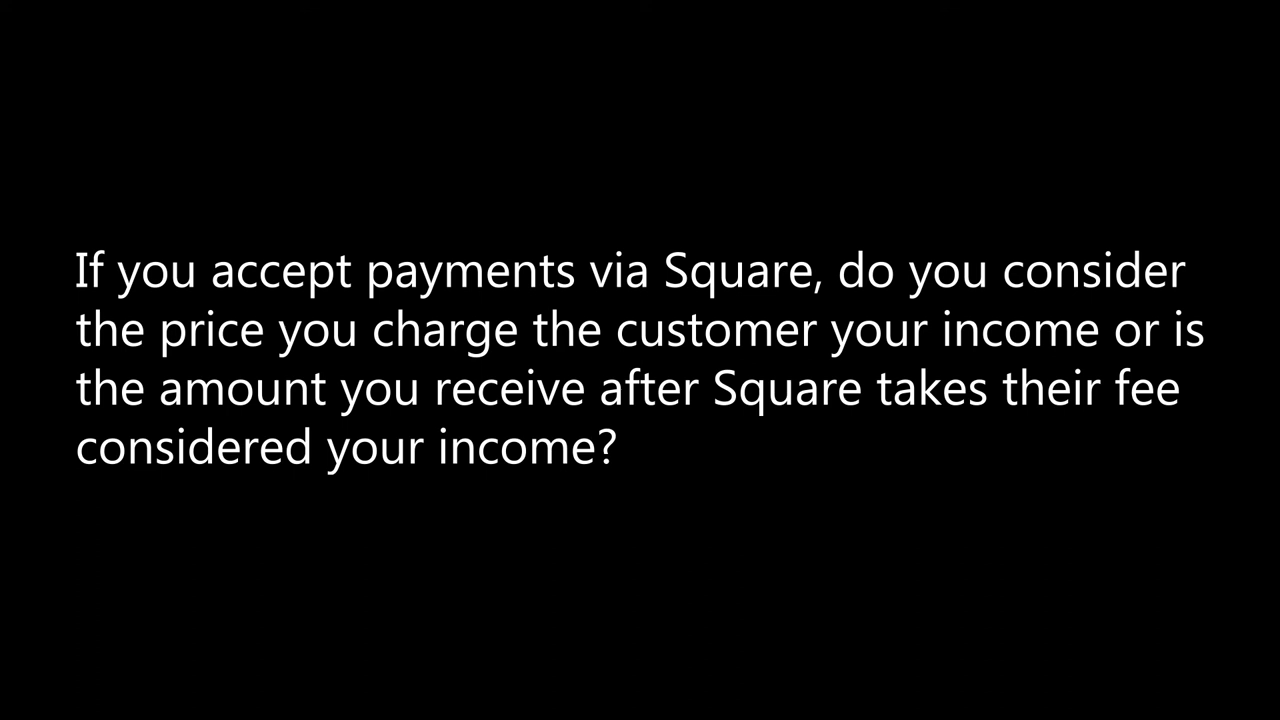 If you accept payments via Square, do you consider
the price you charge the customer your income or is
the amount you receive after Square takes their fee
considered your income?